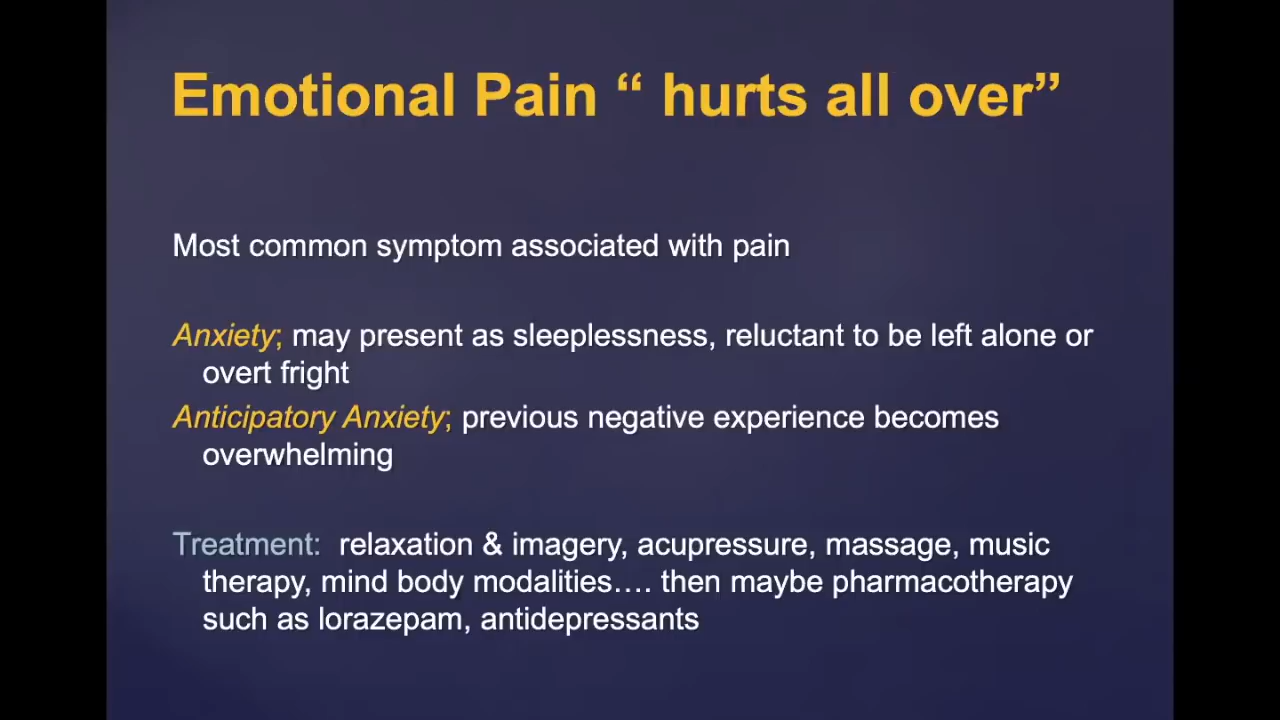 Emotional Pain “ hurts all over”
Most common symptom associated with pain
Anxiety; may present as sleeplessness, reluctant to be left alone or
overt fright
Anticipatory Anxiety; previous negative experience becomes
overwhelming
Treatment: relaxation & imagery, acupressure, massage, music
therapy, mind body modalities…. then maybe pharmacotherapy
such as lorazepam, antidepressants